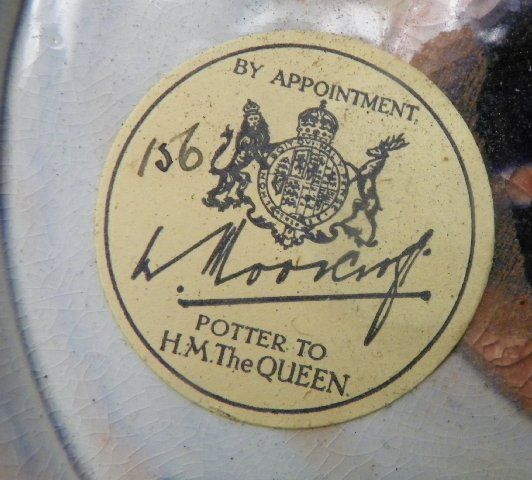 BY APPOINTMENT.
156
W. Moorcroft.
POTTER TO
H.M. The QUEEN.